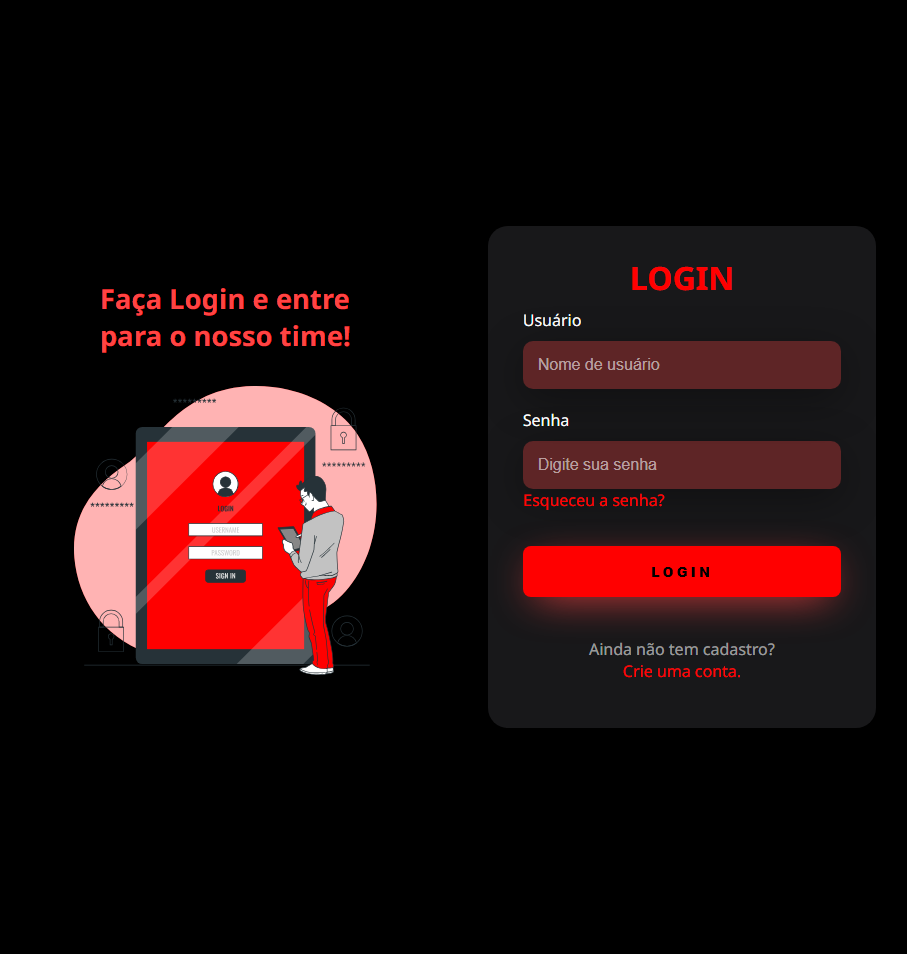 Faça Login e entre
para o nosso time!
*********
*********
*********
LOGIN
USERNAME
PASSWORD
SIGN IN
LOGIN
Usuário
Nome de usuário
Senha
Digite sua senha
Esqueceu a senha?
LOGIN
Ainda não tem cadastro?
Crie uma conta.